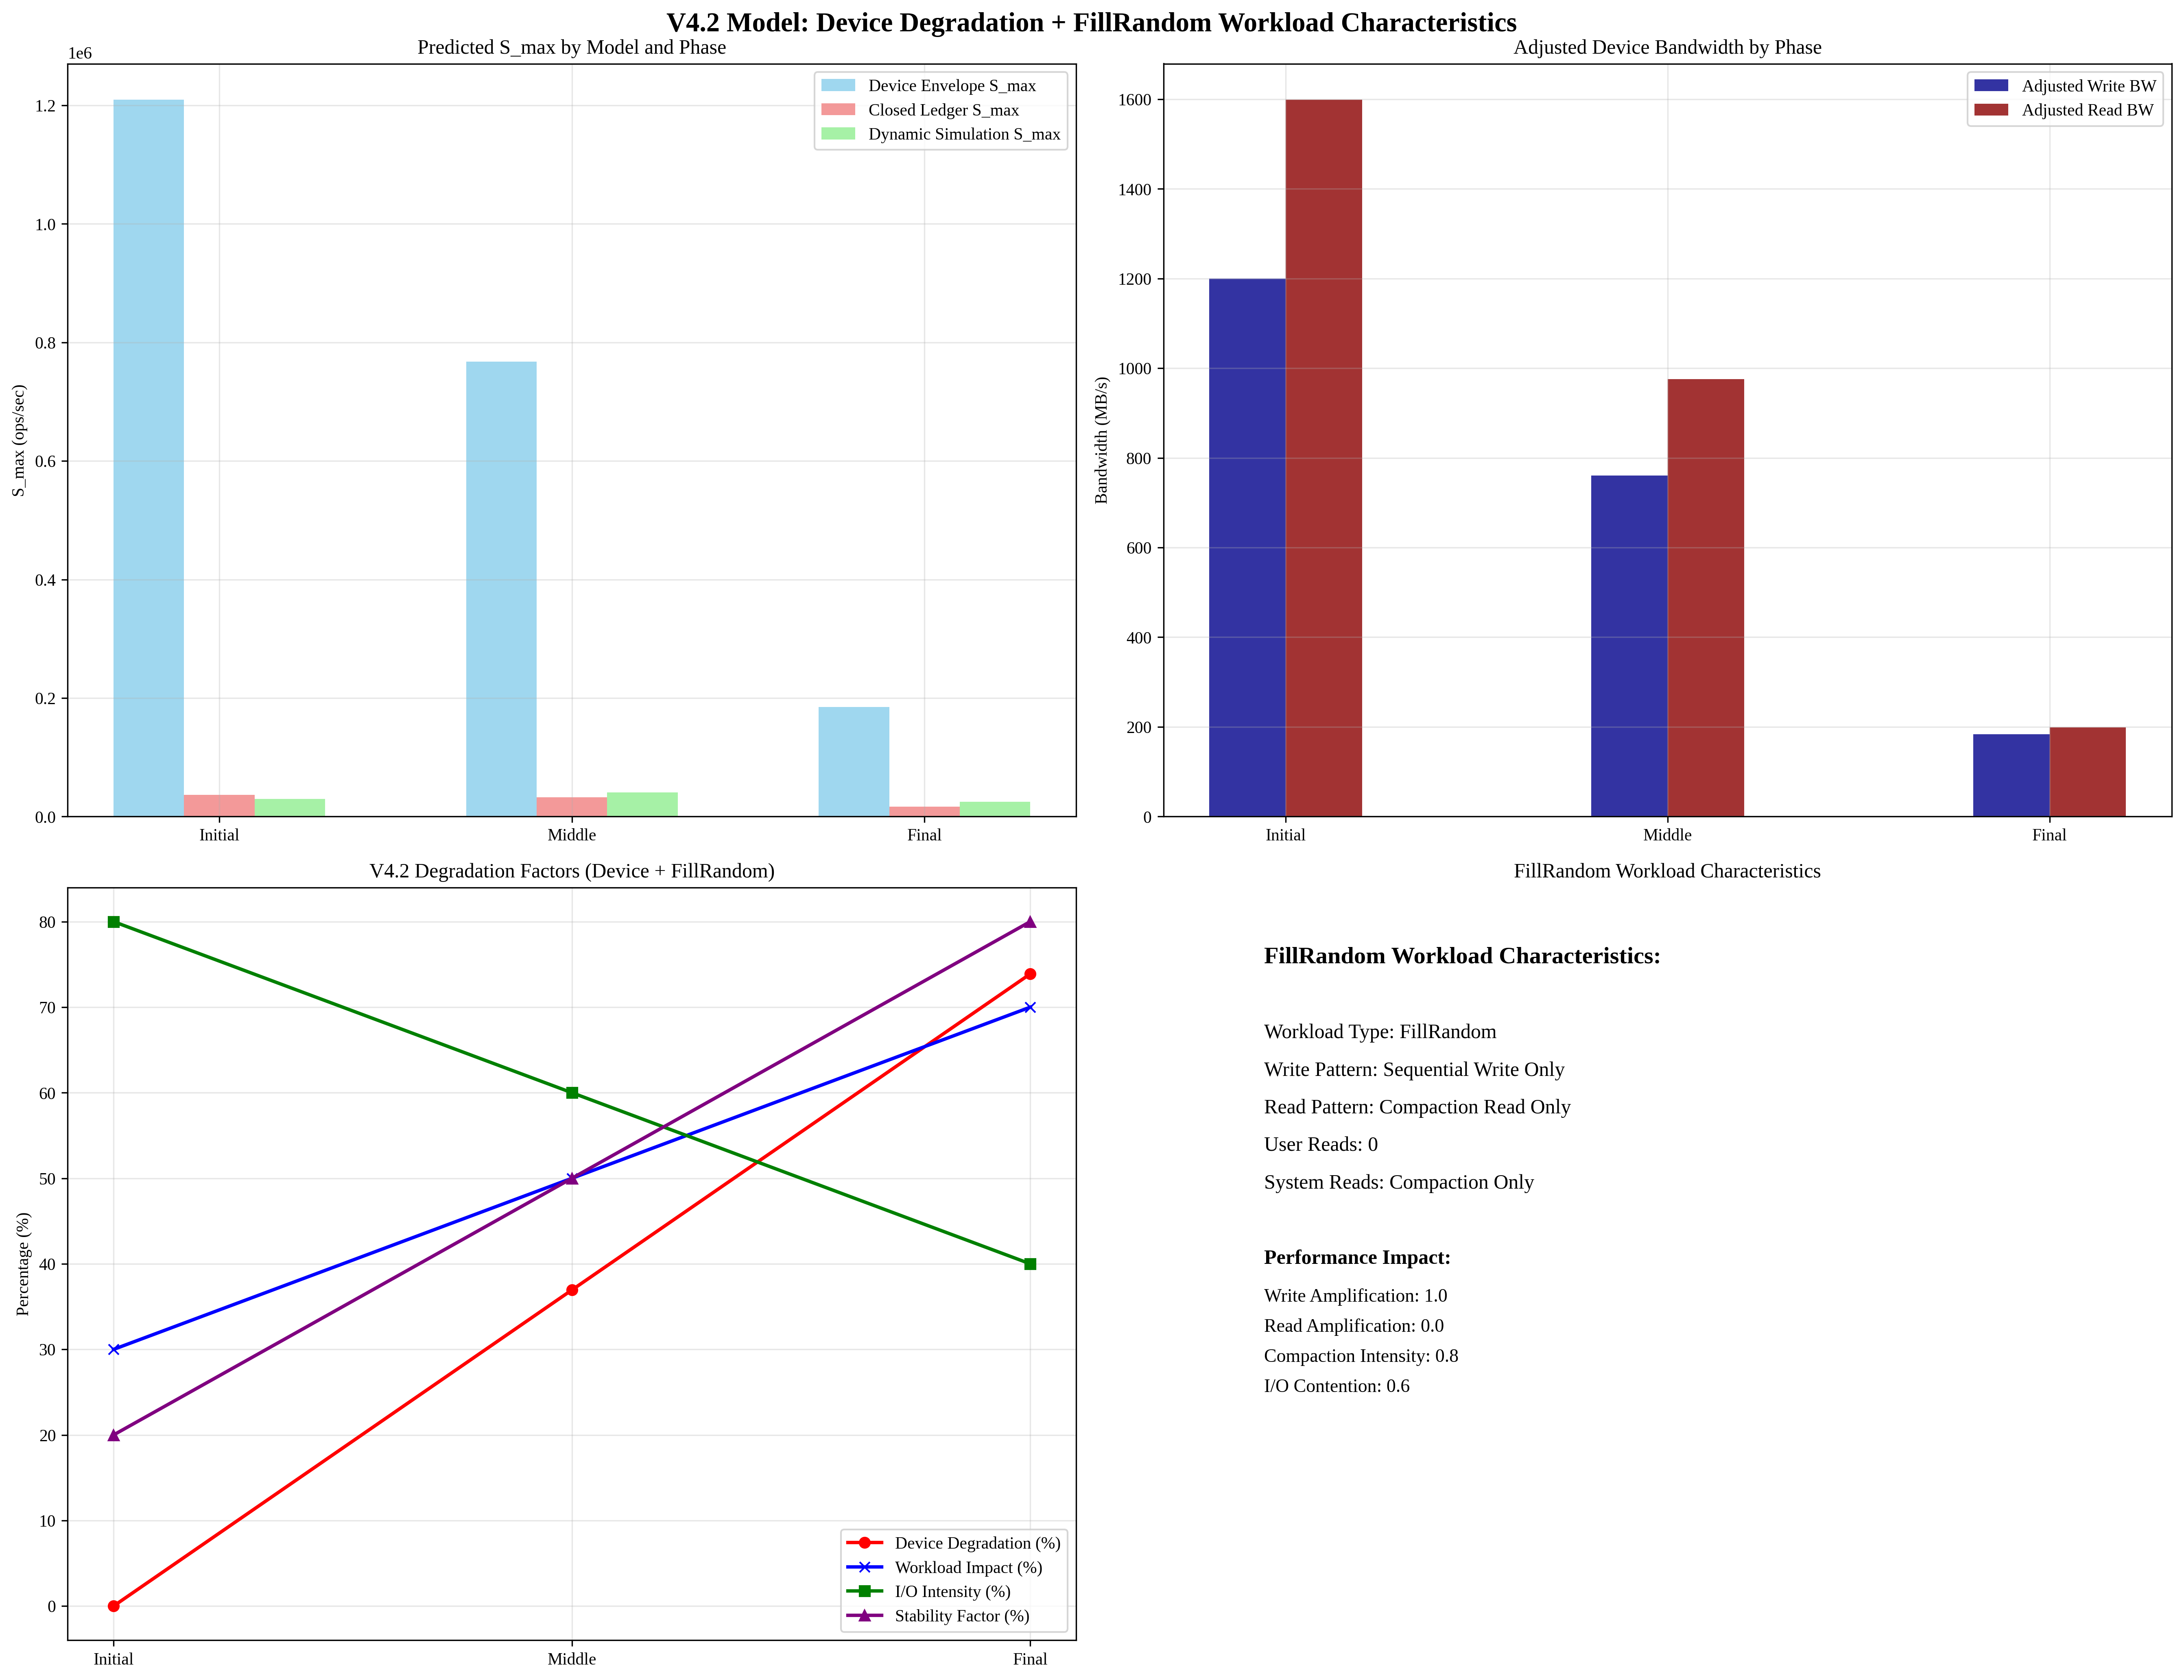 V4.2 Model: Device Degradation + FillRandom Workload Characteristics
Predicted S_max by Model and Phase
1e6
S_max (ops/sec)
1.2
1.0
0.8
0.6
0.4
0.2
0.0
Initial
Middle
Final
Device Envelope S_max
Closed Ledger S_max
Dynamic Simulation S_max
Adjusted Device Bandwidth by Phase
Bandwidth (MB/s)
1600
1400
1200
1000
800
600
400
200
0
Initial
Middle
Final
Adjusted Write BW
Adjusted Read BW
V4.2 Degradation Factors (Device + FillRandom)
Percentage (%)
80
70
60
50
40
30
20
10
0
Initial
Middle
Final
Device Degradation (%)
Workload Impact (%)
I/O Intensity (%)
Stability Factor (%)
FillRandom Workload Characteristics
FillRandom Workload Characteristics:
Workload Type: FillRandom
Write Pattern: Sequential Write Only
Read Pattern: Compaction Read Only
User Reads: 0
System Reads: Compaction Only
Performance Impact:
Write Amplification: 1.0
Read Amplification: 0.0
Compaction Intensity: 0.8
I/O Contention: 0.6